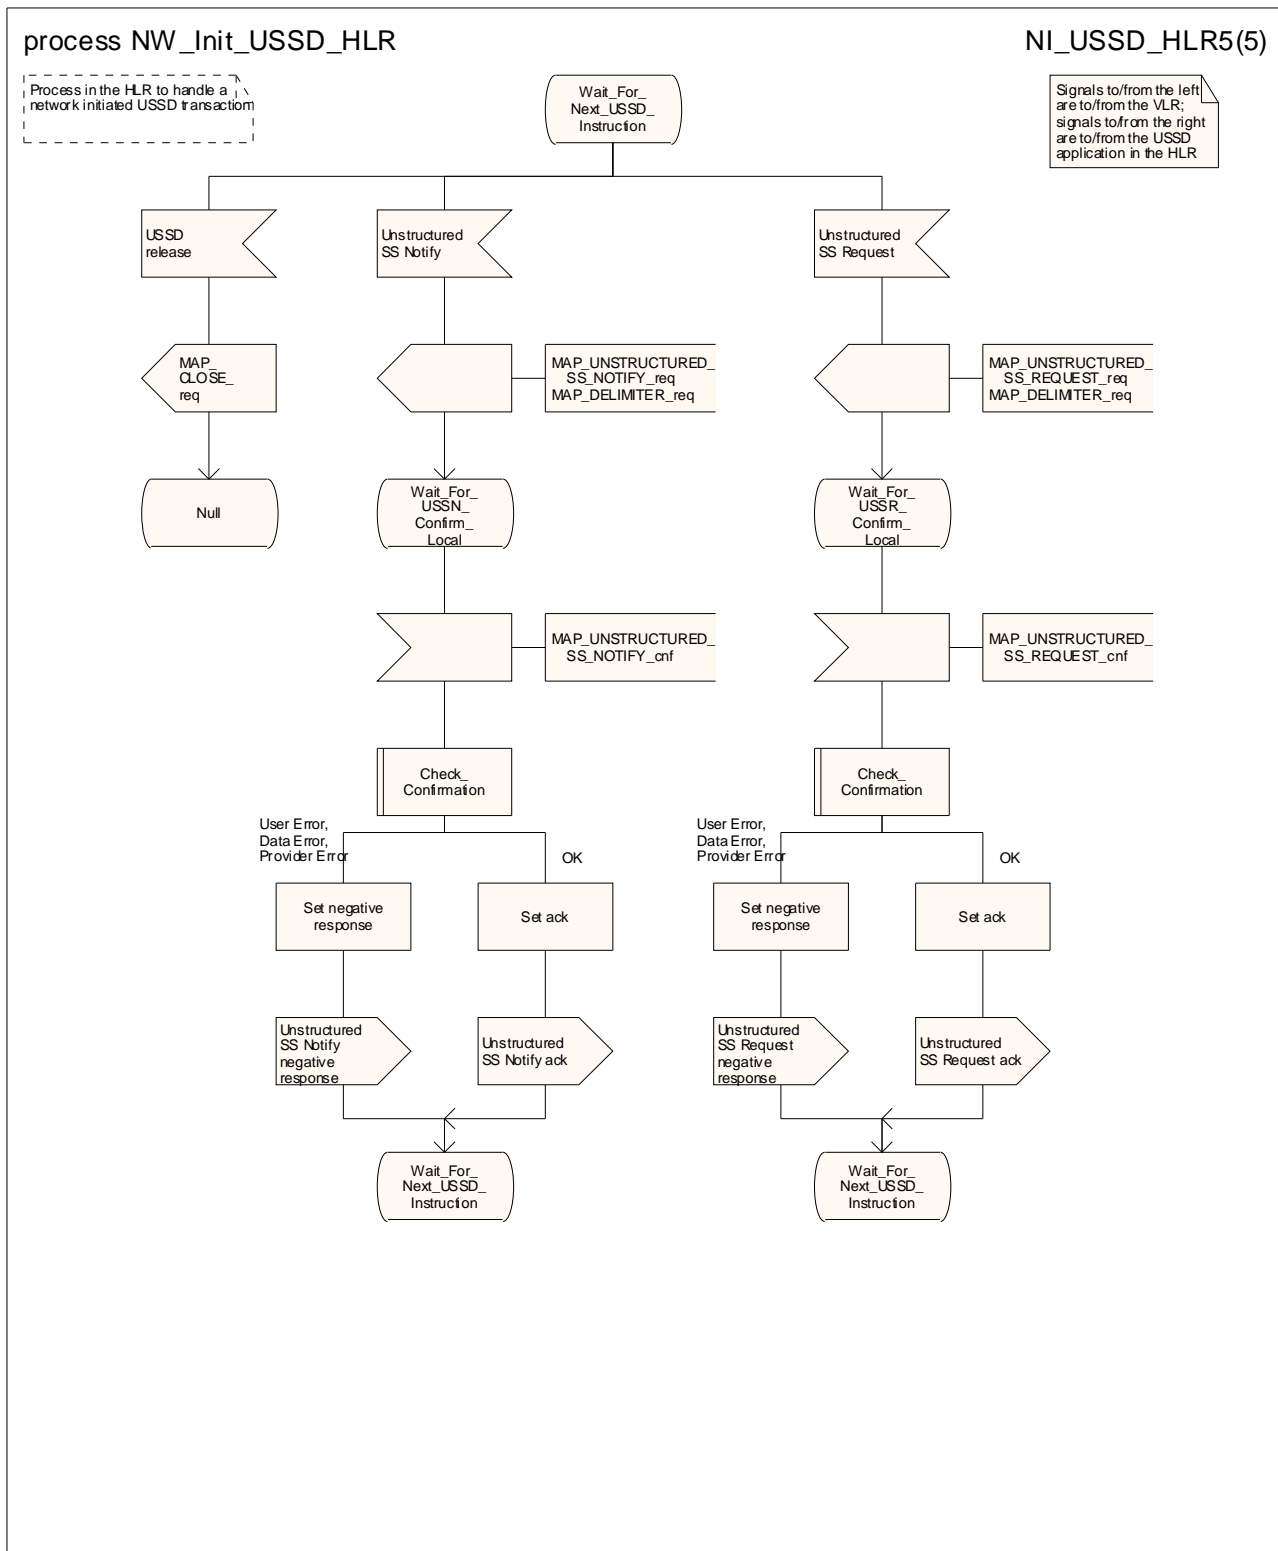 process NW_Init_USSD_HLR
NI_USSD_HLR5(5)
Process in the HLR to handle a
network initiated USSD transaction
Wait_For_
Next_USSD_
Instruction
Signals to/from the left
are to/from the VLR;
signals to/from the right
are to/from the USSD
application in the HLR
USSD
release
Unstructured
SS Notify
Unstructured
SS Request
MAP_
CLOSE_
req
MAP_UNSTRUCTURED_
SS_NOTIFY_req
MAP_DELIMITER_req
MAP_UNSTRUCTURED_
SS_REQUEST_req
MAP_DELIMITER_req
Null
Wait_For_
USSN_
Confirm_
Local
Wait_For_
USSR_
Confirm_
Local
MAP_UNSTRUCTURED_
SS_NOTIFY_cnf
MAP_UNSTRUCTURED_
SS_REQUEST_cnf
Check_
Confirmation
Check_
Confirmation
User Error,
Data Error,
Provider Error
OK
User Error,
Data Error,
Provider Error
OK
Set negative
response
Set ack
Set negative
response
Set ack
Unstructured
SS Notify
negative
response
Unstructured
SS Notify ack
Unstructured
SS Request
negative
response
Unstructured
SS Request ack
Wait_For_
Next_USSD_
Instruction
Wait_For_
Next_USSD_
Instruction